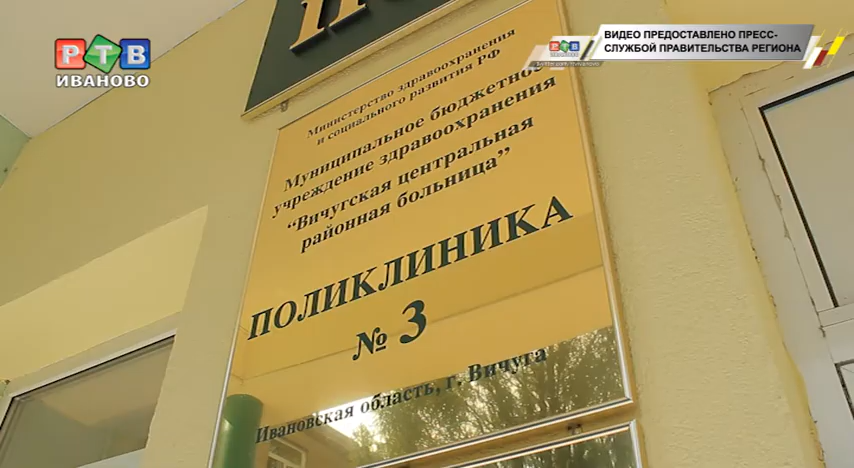 РТВ
ИВАНОВО
РТВ
ВИДЕО ПРЕДОСТАВЛЕНО ПРЕСС-
СЛУЖБОЙ ПРАВИТЕЛЬСТВА РЕГИОНА
Министерство здравоохранения
и социального развития РФ
Муниципальное бюджетное
учреждение здравоохранения
“Вичугская центральная
районная больница”
ПОЛИКЛИНИКА
№ 3
Ивановская область, г. Вичуга